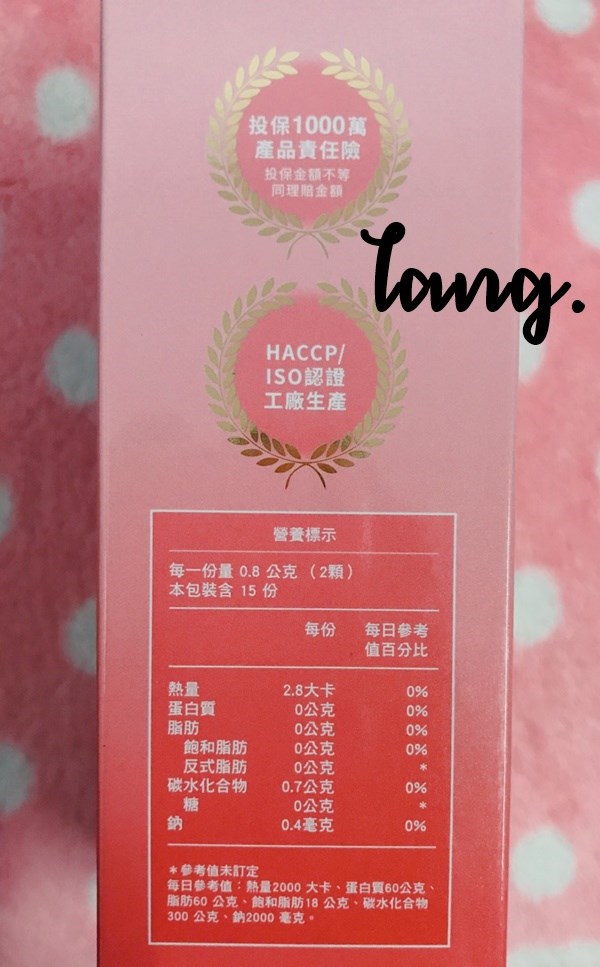 投保1000萬
產品責任險
投保金額不等
同理賠金額
lang.
HACCP/
ISO認證
工廠生產
營養標示
每一份量 0.8 公克 （2顆）
本包裝含 15 份
每份 每日參考
值百分比
熱量 2.8大卡 0%
蛋白質 0公克 0%
脂肪 0公克 0%
飽和脂肪 0公克 0%
反式脂肪 0公克 *
碳水化合物 0.7公克 0%
糖 0公克 *
鈉 0.4毫克 0%
＊參考值未訂定
每日參考值：熱量2000 大卡、蛋白質60公克、
脂肪60 公克、飽和脂肪18 公克、碳水化合物
300 公克、鈉2000 毫克。